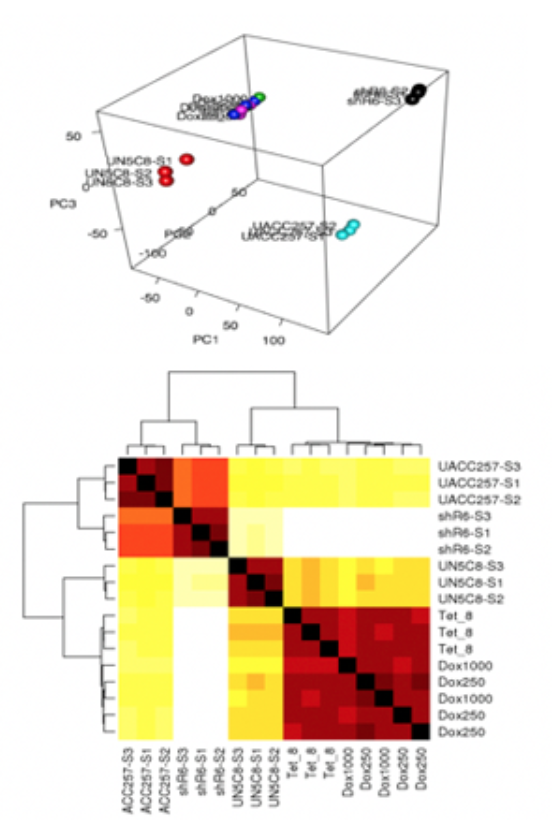 shR6-S2
shR6-S3
Dox1000
50
UN5C8-S1
UN5C8-S2
UN5C8-S3
0
PC3
-50
50
0
PC2
-100
UACC257-S2
UACC257-S1
-50
0
50
100
PC1
UACC257-S3
UACC257-S1
UACC257-S2
shR6-S3
shR6-S1
shR6-S2
UN5C8-S3
UN5C8-S1
UN5C8-S2
Tet_8
Tet_8
Tet_8
Dox1000
Dox250
Dox1000
Dox250
Dox250
ACC257-S3
ACC257-S1
ACC257-S2
shR6-S3
shR6-S1
shR6-S2
UN5C8-S3
UN5C8-S1
UN5C8-S2
Tet_8
Tet_8
Tet_8
Dox1000
Dox250
Dox1000
Dox250
Dox250